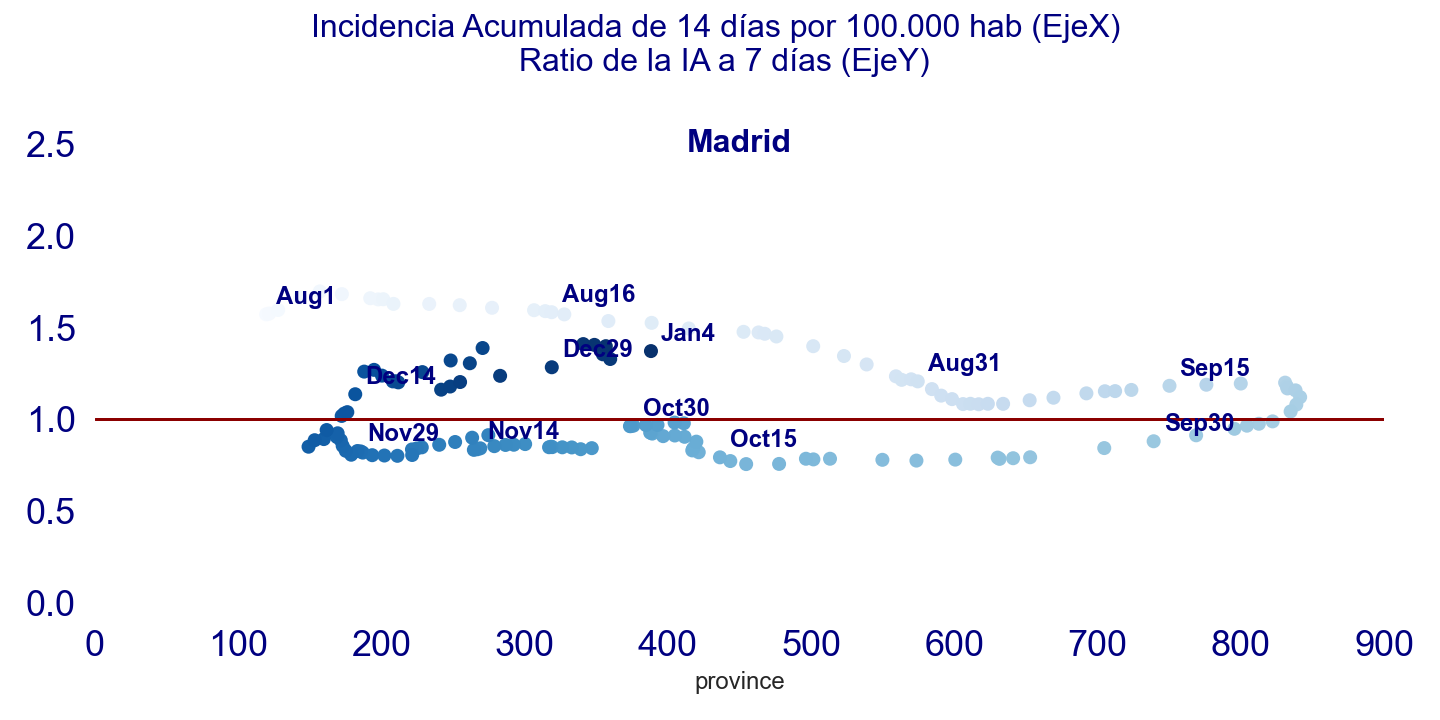 Incidencia Acumulada de 14 días por 100.000 hab (EjeX)
Ratio de la IA a 7 días (EjeY)
Madrid
2.5
2.0
1.5
1.0
0.5
0.0
Aug1
Aug16
Jan4
Dec29
Aug31
Sep15
Dec14
Oct30
Sep30
Nov29
Nov14
Oct15
0 100 200 300 400 500 600 700 800 900
province